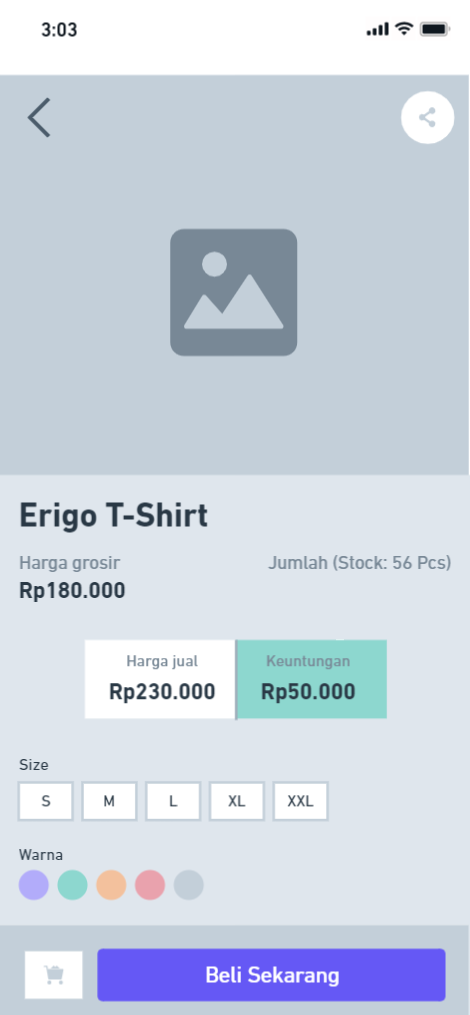 3:03
Erigo T-Shirt
Harga grosir Jumlah (Stock: 56 Pcs)
Rp180.000
Harga jual Keuntungan
Rp230.000 Rp50.000
Size
S M L XL XXL
Warna
Beli Sekarang